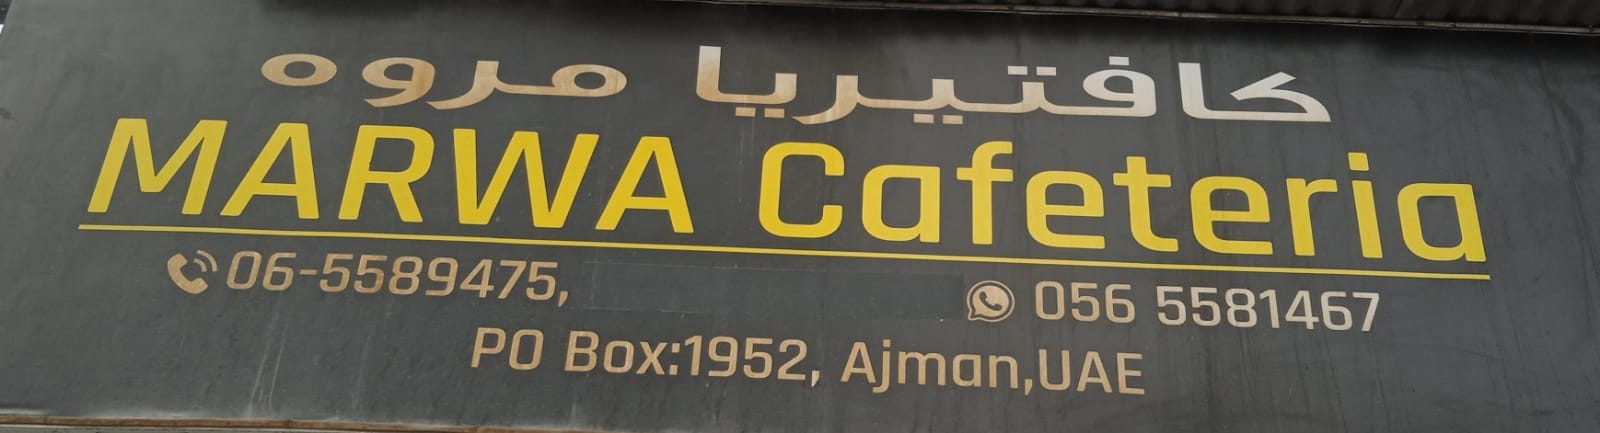 كافتيريا مروه
MARWA Cafeteria
06-5589475, 056 5581467
PO Box:1952, Ajman,UAE